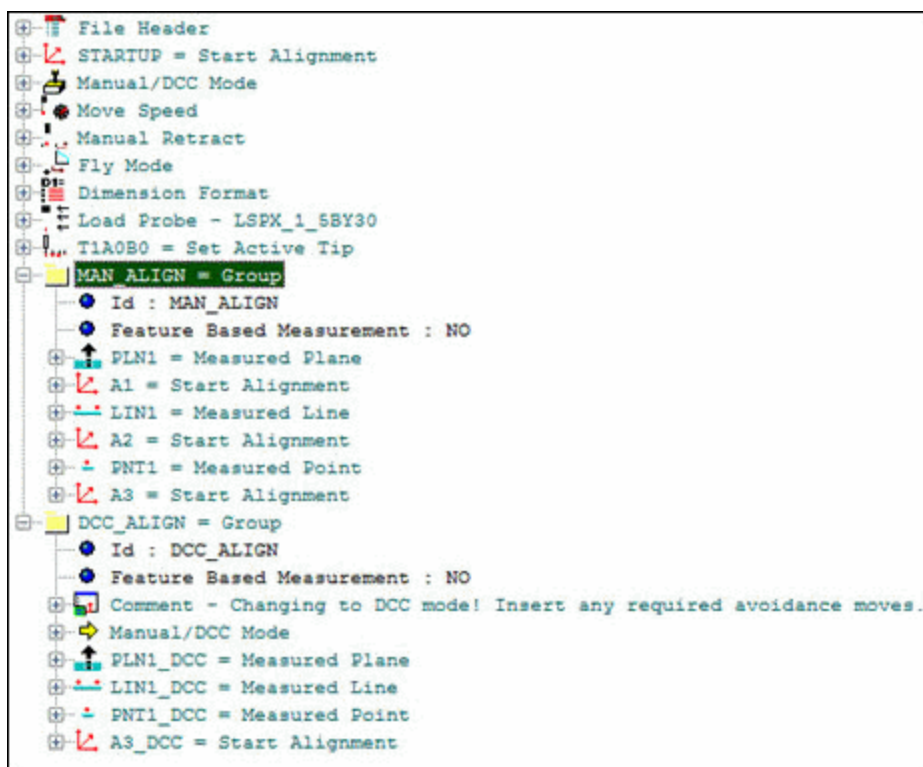 File Header
STARTUP = Start Alignment
Manual/DCC Mode
Move Speed
Manual Retract
Fly Mode
D1= Dimension Format
Load Probe - LSPX_1_5BY30
T1A0B0 = Set Active Tip
MAN_ALIGN = Group
Id : MAN_ALIGN
Feature Based Measurement : NO
PLN1 = Measured Plane
A1 = Start Alignment
LIN1 = Measured Line
A2 = Start Alignment
PNT1 = Measured Point
A3 = Start Alignment
DCC_ALIGN = Group
Id : DCC_ALIGN
Feature Based Measurement : NO
Comment - Changing to DCC mode! Insert any required avoidance moves.
Manual/DCC Mode
PLN1_DCC = Measured Plane
LIN1_DCC = Measured Line
PNT1_DCC = Measured Point
A3_DCC = Start Alignment